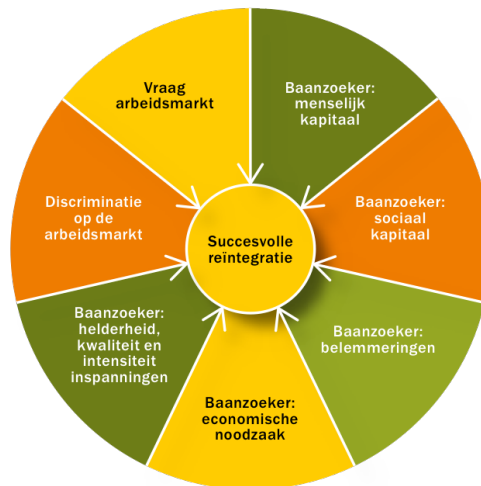 Vraag
arbeidsmarkt
Baanzoeker:
menselijk
kapitaal
Baanzoeker:
sociaal
kapitaal
Baanzoeker:
belemmeringen
Baanzoeker:
economische
noodzaak
Baanzoeker:
helderheid,
kwaliteit en
intensiteit
inspanningen
Discriminatie
op de
arbeidsmarkt
Succesvolle
reïntegratie